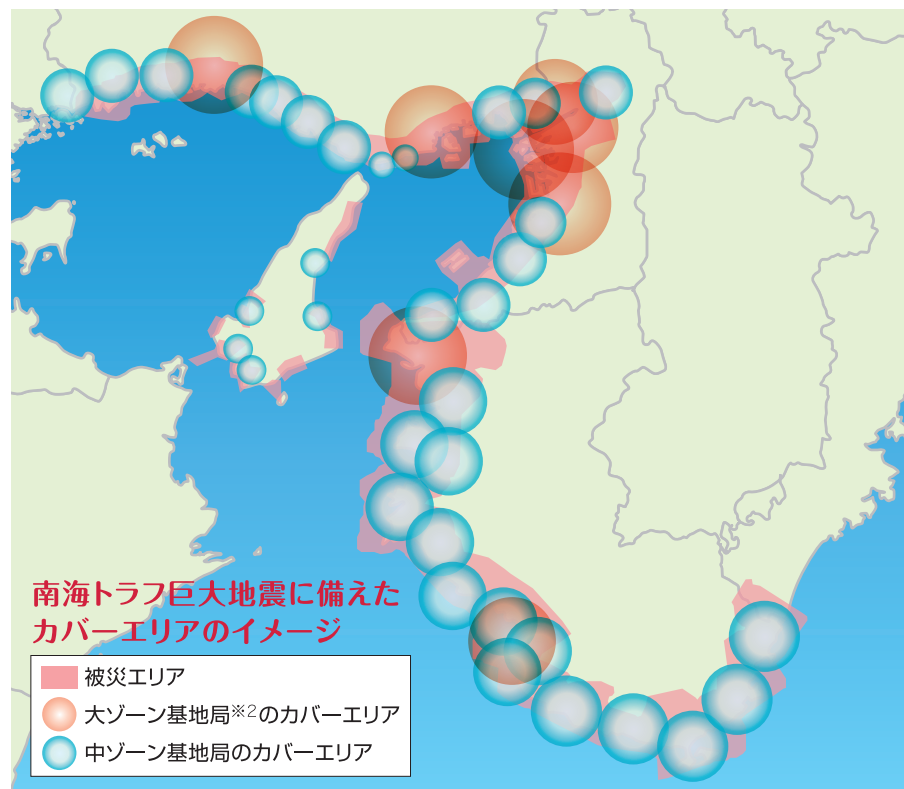 南海トラフ巨大地震に備えた
カバーエリアのイメージ
被災エリア
大ゾーン基地局※2のカバーエリア
中ゾーン基地局のカバーエリア